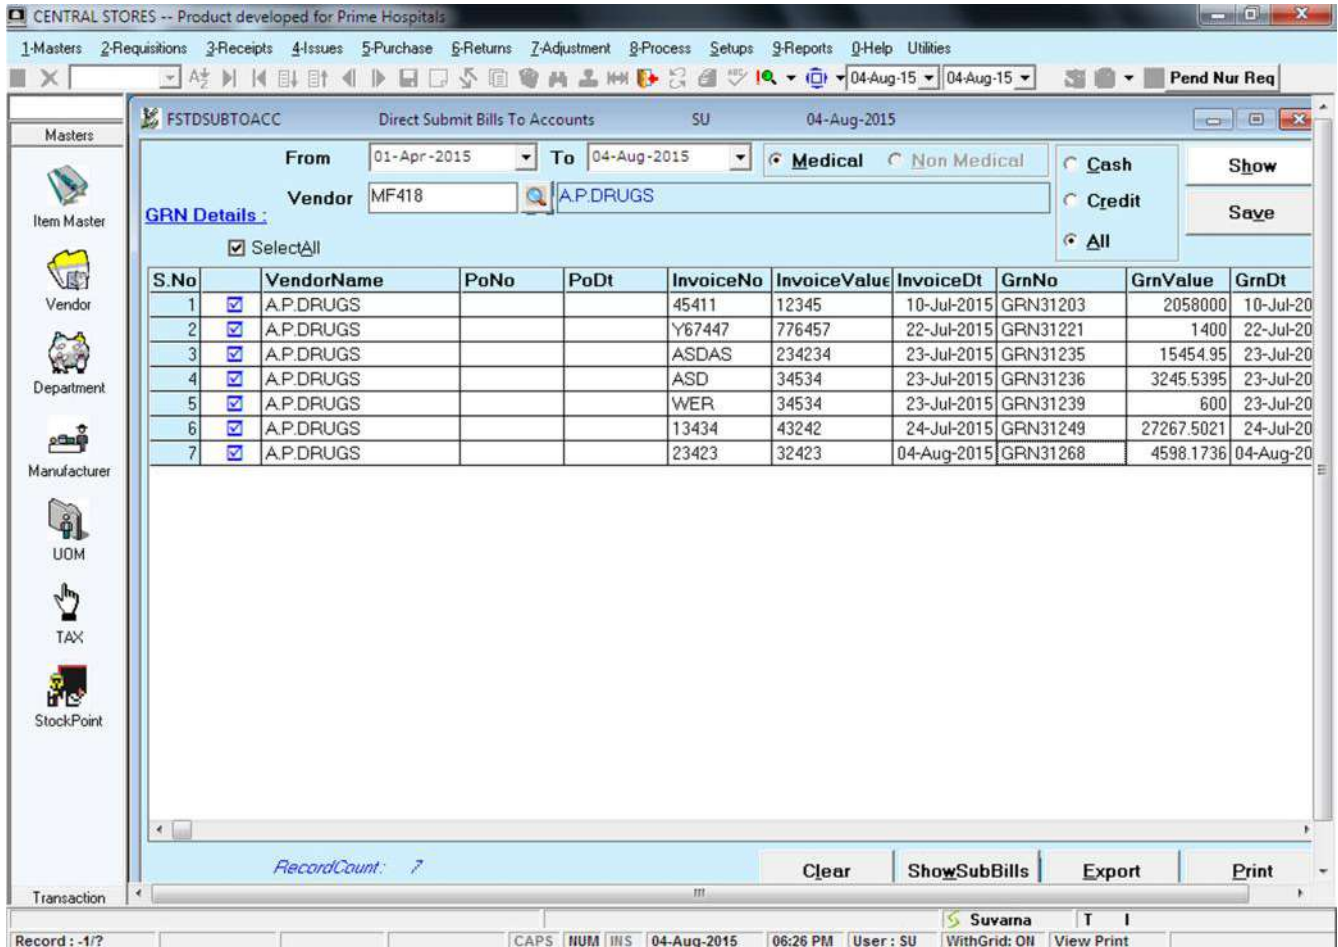 CENTRAL STORES -- Product developed for Prime Hospitals
1-Masters 2-Requisitions 3-Receipts 4-Issues 5-Purchase 6-Returns 7-Adjustment 8-Process Setups 9-Reports 0-Help Utilities
04-Aug-15 04-Aug-15 Pend Nur Req
Masters
Item Master
Vendor
Department
Manufacturer
UOM
TAX
StockPoint
Transaction
FSTDSUBTOACC Direct Submit Bills To Accounts SU 04-Aug-2015
From 01-Apr-2015 To 04-Aug-2015 Medical Non Medical Cash Show
Vendor MF418 A.P.DRUGS Credit Save
GRN Details :
SelectAll All
S.No VendorName PoNo PoDt InvoiceNo InvoiceValue InvoiceDt GrnNo GrnValue GrnDt
1 A.P.DRUGS 45411 12345 10-Jul-2015 GRN31203 2058000 10-Jul-20
2 A.P.DRUGS Y67447 776457 22-Jul-2015 GRN31221 1400 22-Jul-20
3 A.P.DRUGS ASDAS 234234 23-Jul-2015 GRN31235 15454.95 23-Jul-20
4 A.P.DRUGS ASD 34534 23-Jul-2015 GRN31236 3245.5395 23-Jul-20
5 A.P.DRUGS WER 34534 23-Jul-2015 GRN31239 600 23-Jul-20
6 A.P.DRUGS 13434 43242 24-Jul-2015 GRN31249 27267.5021 24-Jul-20
7 A.P.DRUGS 23423 32423 04-Aug-2015 GRN31268 4598.1736 04-Aug-20
RecordCount: 7 Clear ShowSubBills Export Print
Suvarna T I
Record : -1/? CAPS NUM INS 04-Aug-2015 06:26 PM User : SU WithGrid: ON View Print